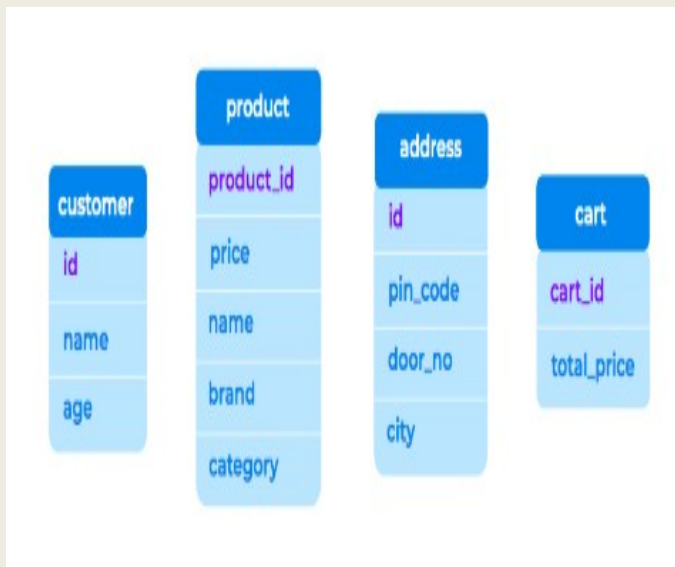 customer
id
name
age
product
product_id
price
name
brand
category
address
id
pin_code
door_no
city
cart
cart_id
total_price